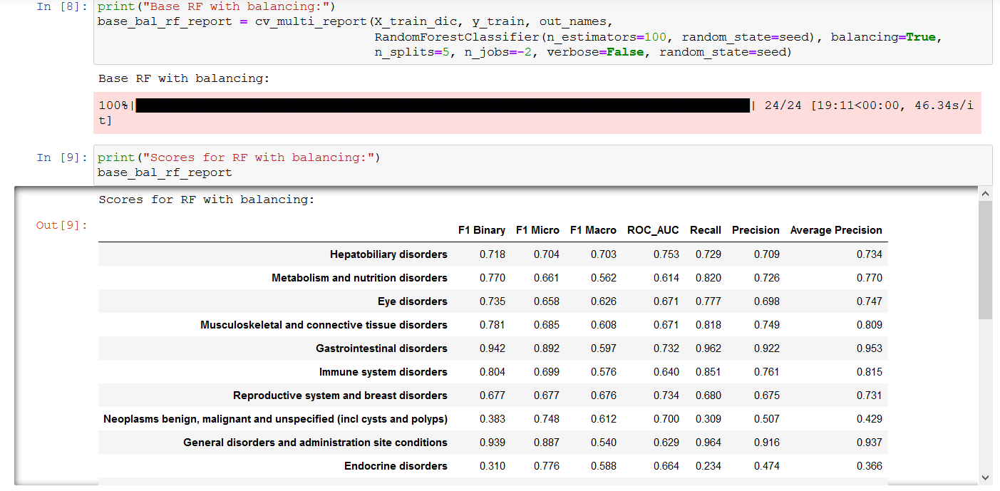 In [8]: print("Base RF with balancing:")
base_bal_rf_report = cv_multi_report(X_train_dic, y_train, out_names,
RandomForestClassifier(n_estimators=100, random_state=seed), balancing=True,
n_splits=5, n_jobs=-2, verbose=False, random_state=seed)
Base RF with balancing:
100%| | 24/24 [19:11<00:00, 46.34s/i
t]
In [9]: print("Scores for RF with balancing:")
base_bal_rf_report
Scores for RF with balancing:
Out[9]:
F1 Binary F1 Micro F1 Macro ROC_AUC Recall Precision Average Precision
Hepatobiliary disorders 0.718 0.704 0.703 0.753 0.729 0.709 0.734
Metabolism and nutrition disorders 0.770 0.661 0.562 0.614 0.820 0.726 0.770
Eye disorders 0.735 0.658 0.626 0.671 0.777 0.698 0.747
Musculoskeletal and connective tissue disorders 0.781 0.685 0.608 0.671 0.818 0.749 0.809
Gastrointestinal disorders 0.942 0.892 0.597 0.732 0.962 0.922 0.953
Immune system disorders 0.804 0.699 0.576 0.640 0.851 0.761 0.815
Reproductive system and breast disorders 0.677 0.677 0.676 0.734 0.680 0.675 0.731
Neoplasms benign, malignant and unspecified (incl cysts and polyps) 0.383 0.748 0.612 0.700 0.309 0.507 0.429
General disorders and administration site conditions 0.939 0.887 0.540 0.629 0.964 0.916 0.937
Endocrine disorders 0.310 0.776 0.588 0.664 0.234 0.474 0.366